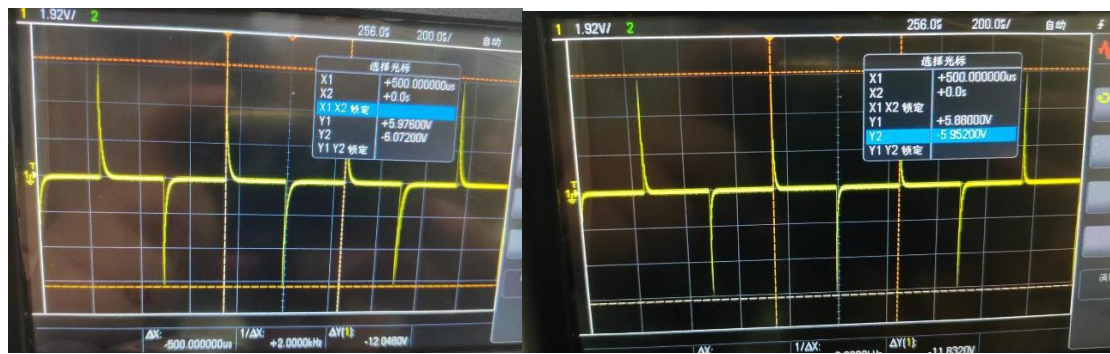 1 1.92V/ 2 256.0㎲ 200.0㎲/ 自动
选择光标
X1 +500.000000us
X2 +0.0s
X1 X2 锁定
Y1 +5.97600V
Y2 -6.07200V
Y1 Y2 锁定
T
ΔX: -500.000000us
1/ΔX: +2.0000kHz
ΔY(1): -12.0480V
1 1.92V/ 2 256.0㎲ 200.0㎲/ 自动
选择光标
X1 +500.000000us
X2 +0.0s
X1 X2 锁定
Y1 +5.88000V
Y2 -5.95200V
Y1 Y2 锁定
T
ΔX:
1/ΔX:
ΔY(1): -11.8320V